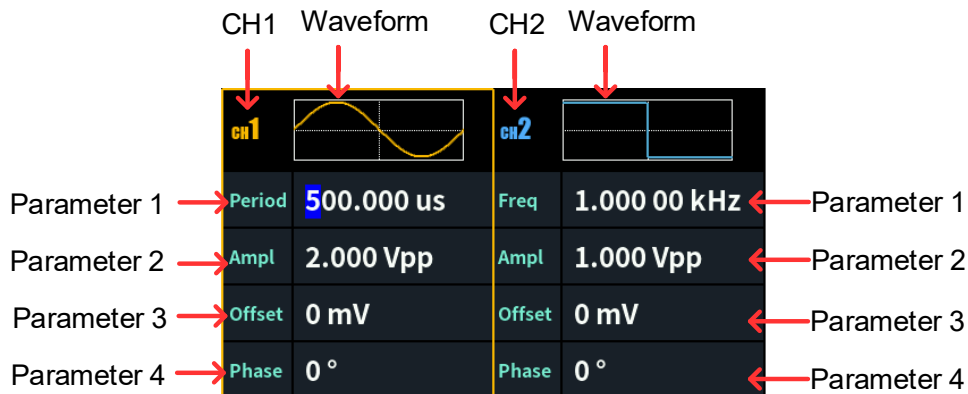 CH1 Waveform CH2 Waveform
CH1 CH2
Parameter 1 Period 500.000 us Freq 1.000 00 kHz Parameter 1
Parameter 2 Ampl 2.000 Vpp Ampl 1.000 Vpp Parameter 2
Parameter 3 Offset 0 mV Offset 0 mV Parameter 3
Parameter 4 Phase 0 ° Phase 0 ° Parameter 4